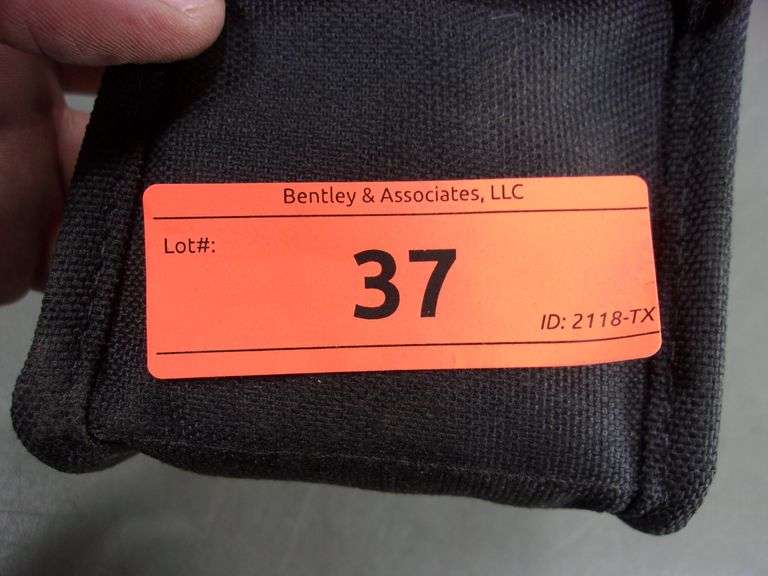 Bentley & Associates, LLC
Lot#:
37
ID: 2118-TX